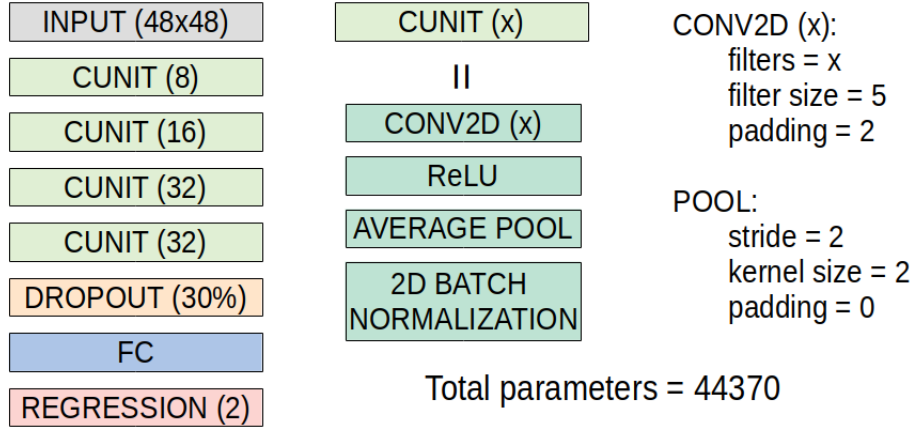 INPUT (48x48)
CUNIT (8)
CUNIT (16)
CUNIT (32)
CUNIT (32)
DROPOUT (30%)
FC
REGRESSION (2)
CUNIT (x)
=
CONV2D (x)
ReLU
AVERAGE POOL
2D BATCH
NORMALIZATION
CONV2D (x):
filters = x
filter size = 5
padding = 2
POOL:
stride = 2
kernel size = 2
padding = 0
Total parameters = 44370